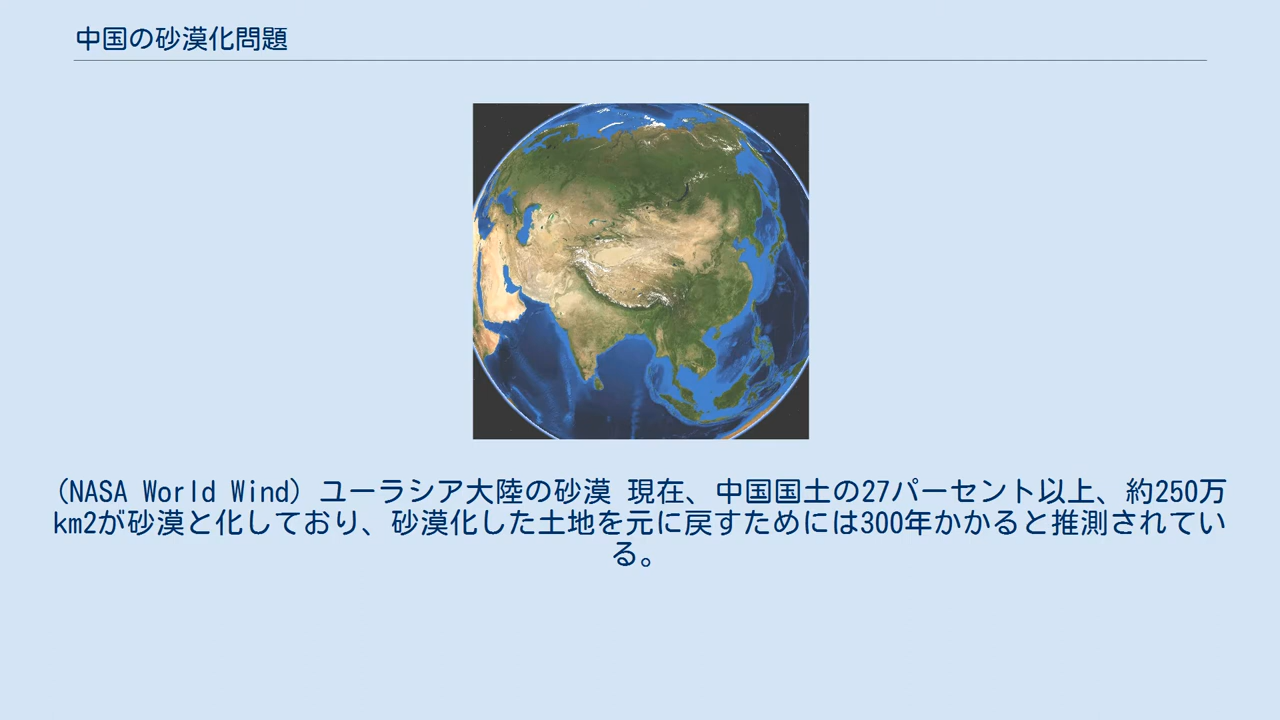 中国の砂漠化問題
(NASA World Wind) ユーラシア大陸の砂漠 現在、中国国土の27パーセント以上、約250万
km2が砂漠と化しており、砂漠化した土地を元に戻すためには300年かかると推測されてい
る。